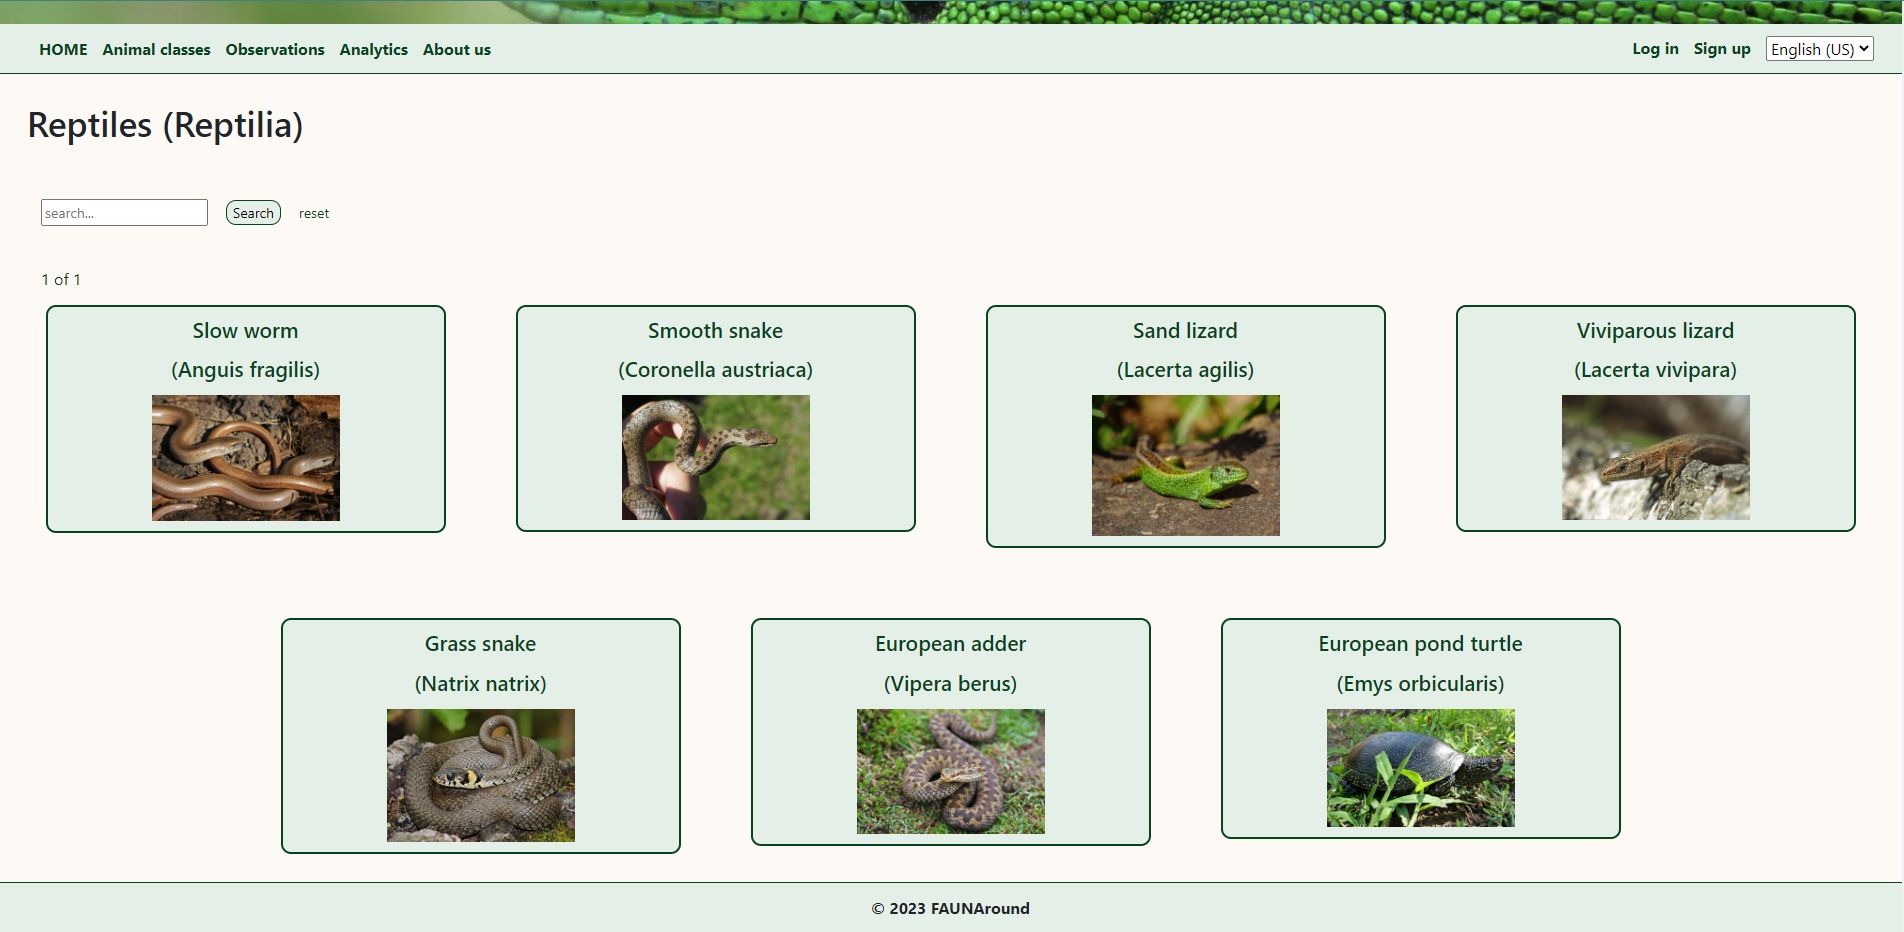 HOME Animal classes Observations Analytics About us Log in Sign up English (US)
Reptiles (Reptilia)
search... Search reset
1 of 1
Slow worm
(Anguis fragilis)
Smooth snake
(Coronella austriaca)
Sand lizard
(Lacerta agilis)
Viviparous lizard
(Lacerta vivipara)
Grass snake
(Natrix natrix)
European adder
(Vipera berus)
European pond turtle
(Emys orbicularis)
© 2023 FAUNAround